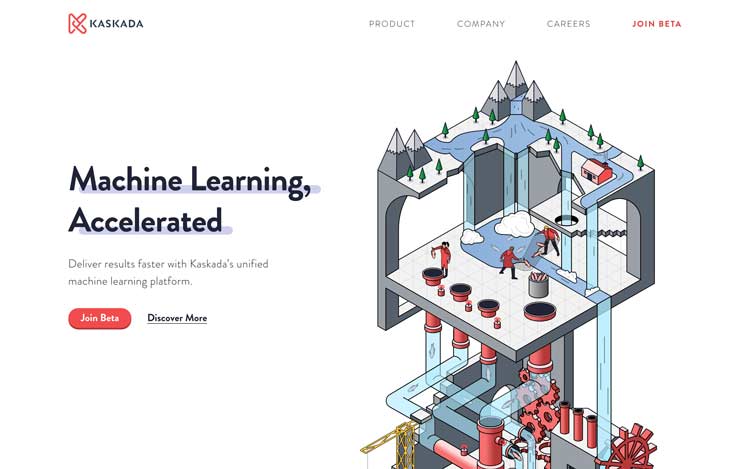 KASKADA
PRODUCT
COMPANY
CAREERS
JOIN BETA
Machine Learning,
Accelerated
Deliver results faster with Kaskada's unified
machine learning platform.
Join Beta
Discover More